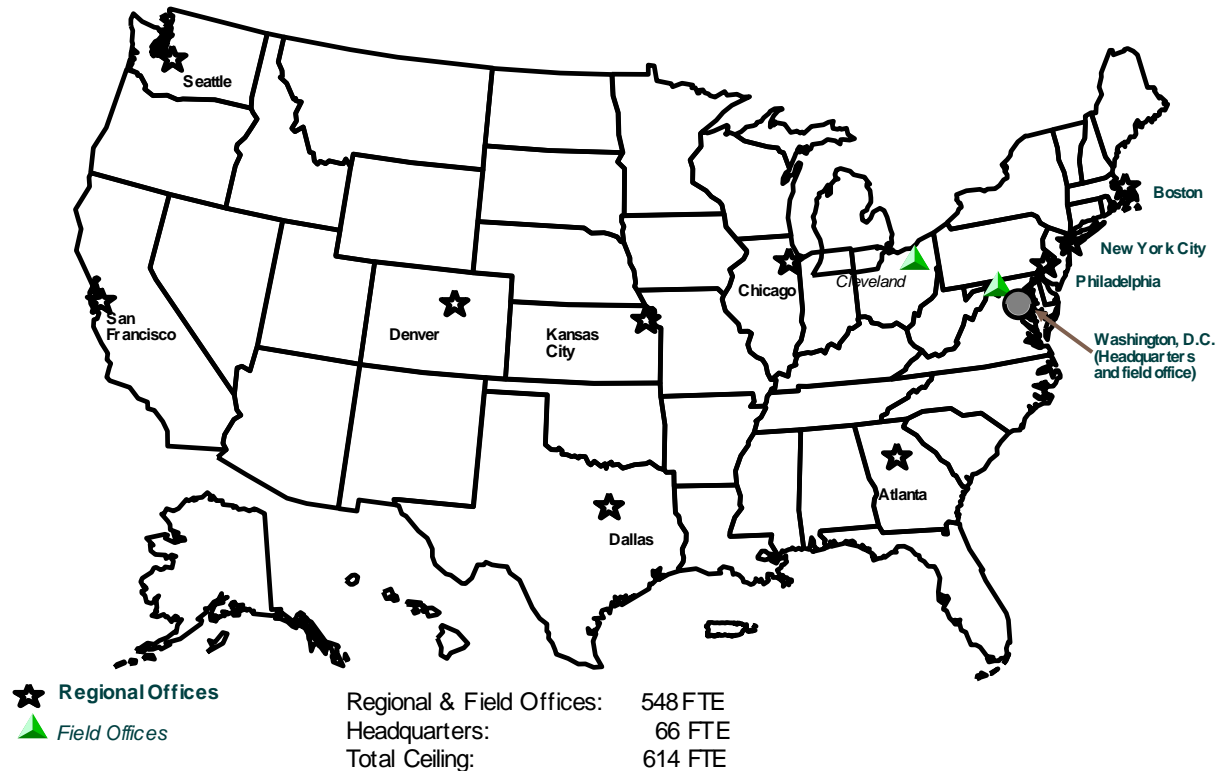 Seattle
Boston
New York City
Philadelphia
Cleveland
Chicago
San
Francisco
Denver
Kansas
City
Washington, D.C.
(Headquarters
and field office)
Atlanta
Dallas
Regional Offices
Field Offices
Regional & Field Offices: 548 FTE
Headquarters: 66 FTE
Total Ceiling: 614 FTE